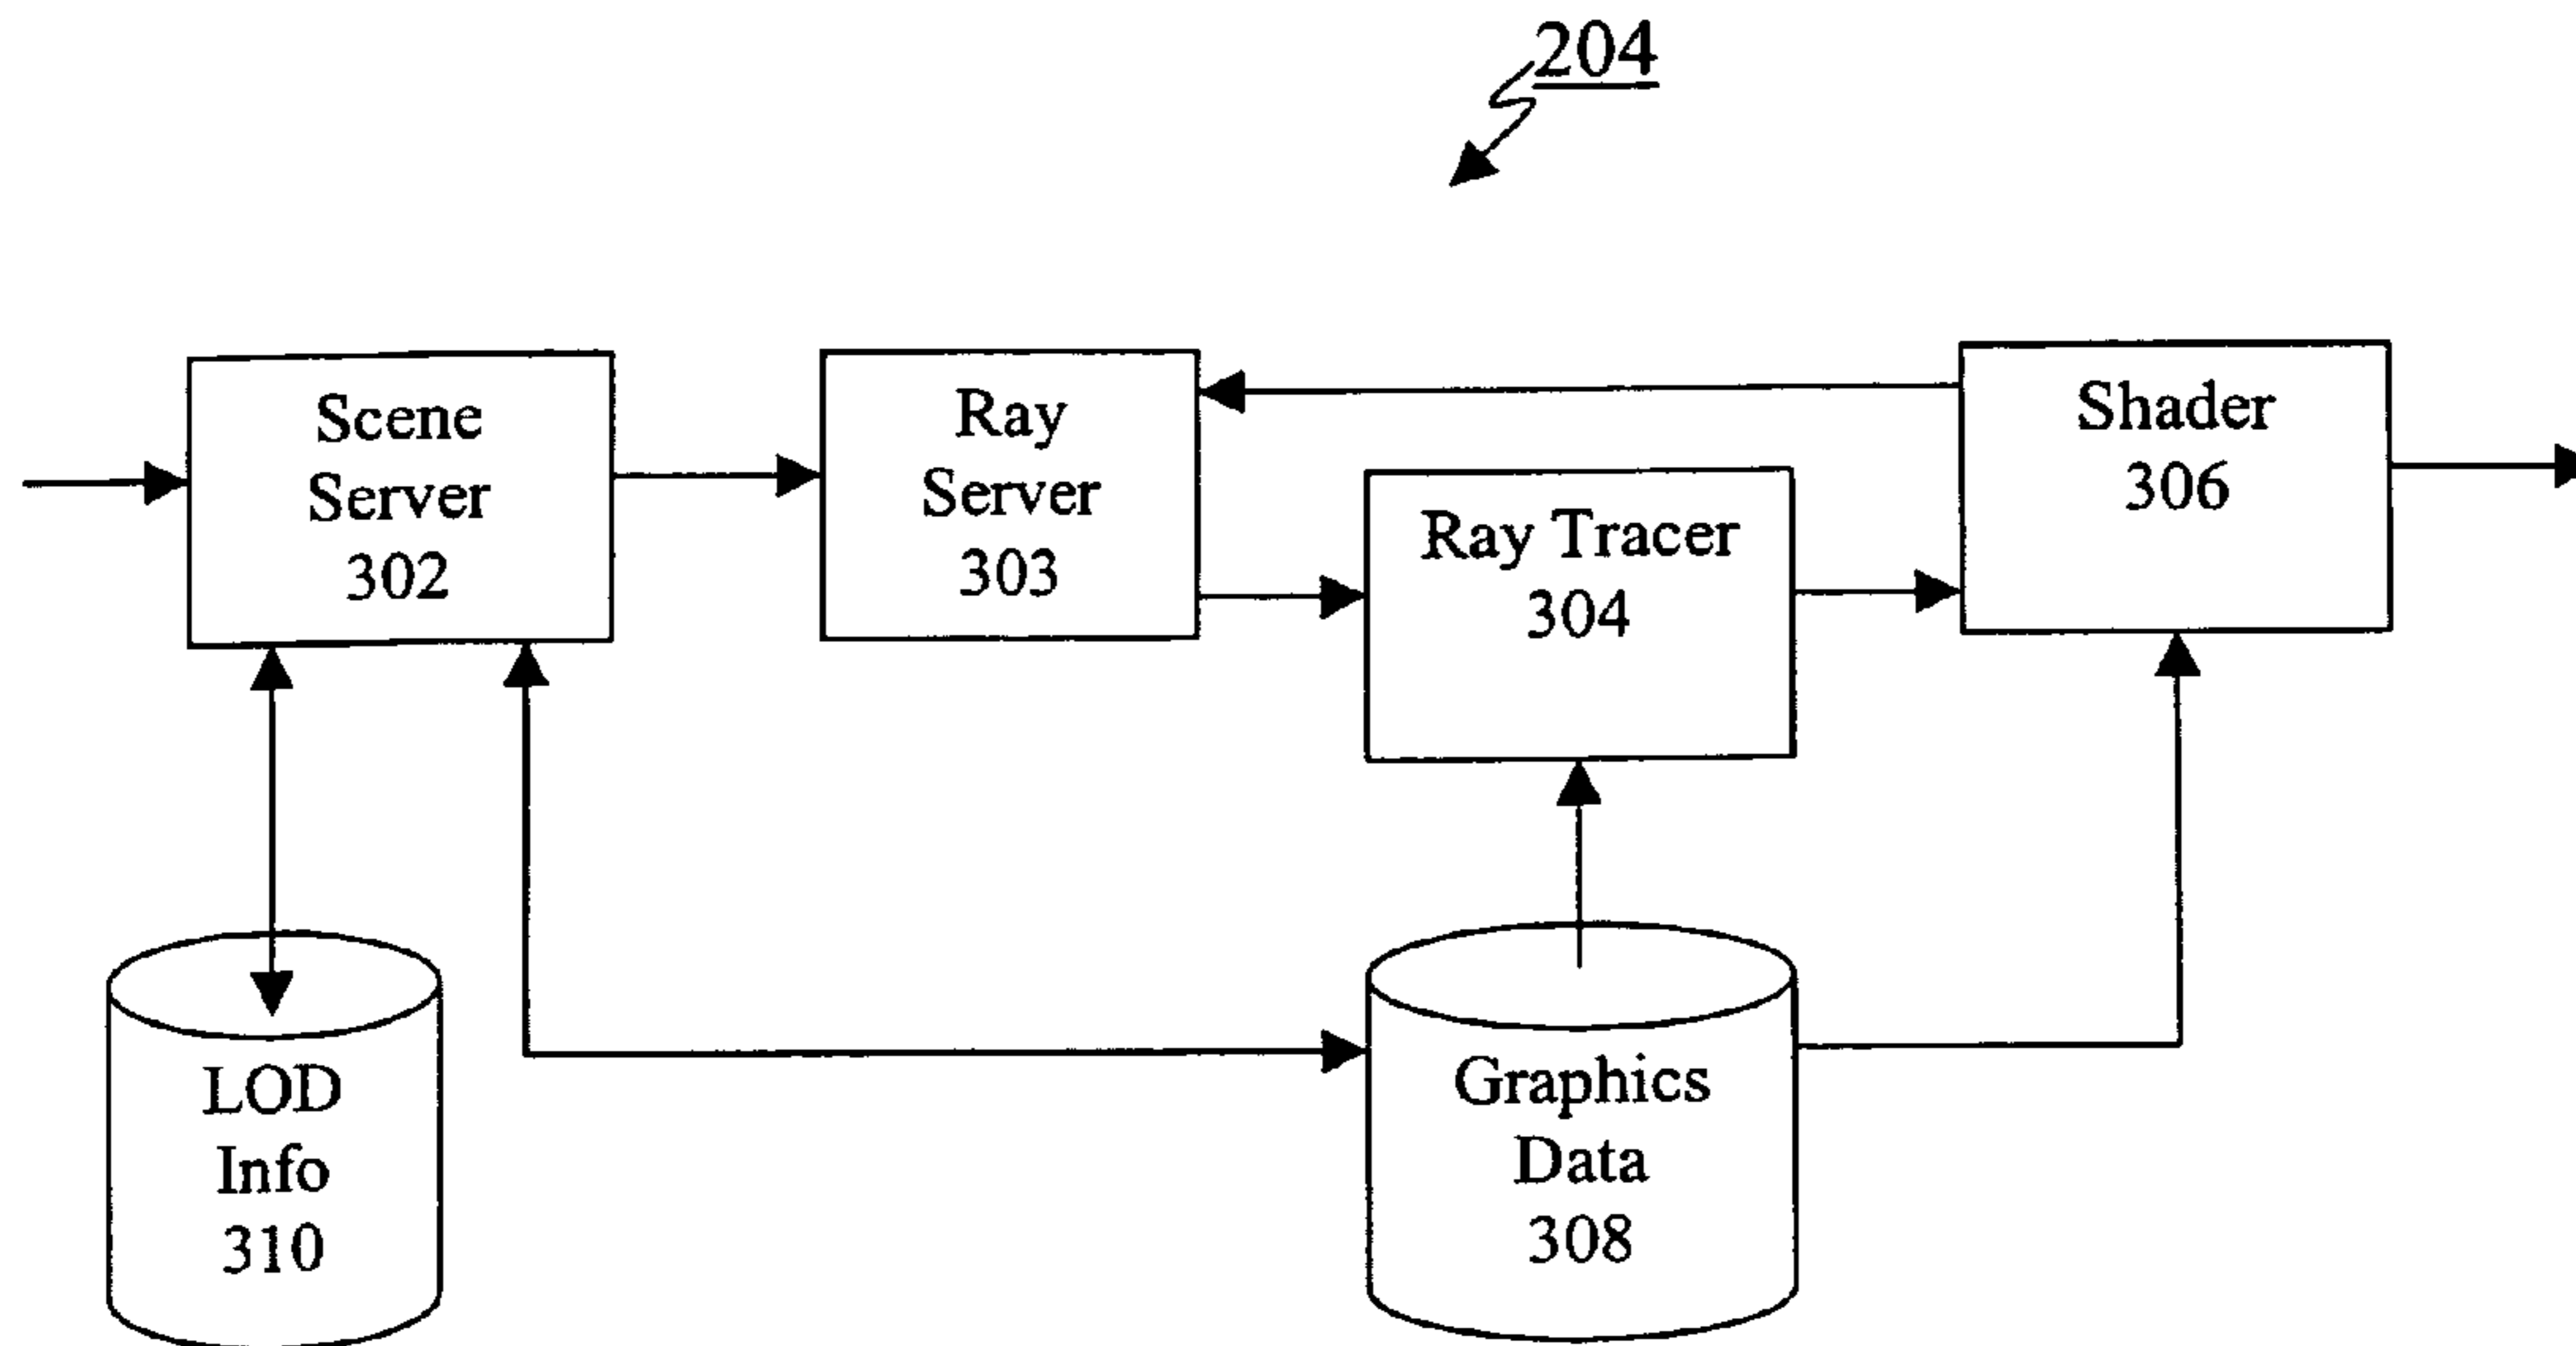 204
Scene
Server
302
Ray
Server
303
Ray Tracer
304
Shader
306
LOD
Info
310
Graphics
Data
308